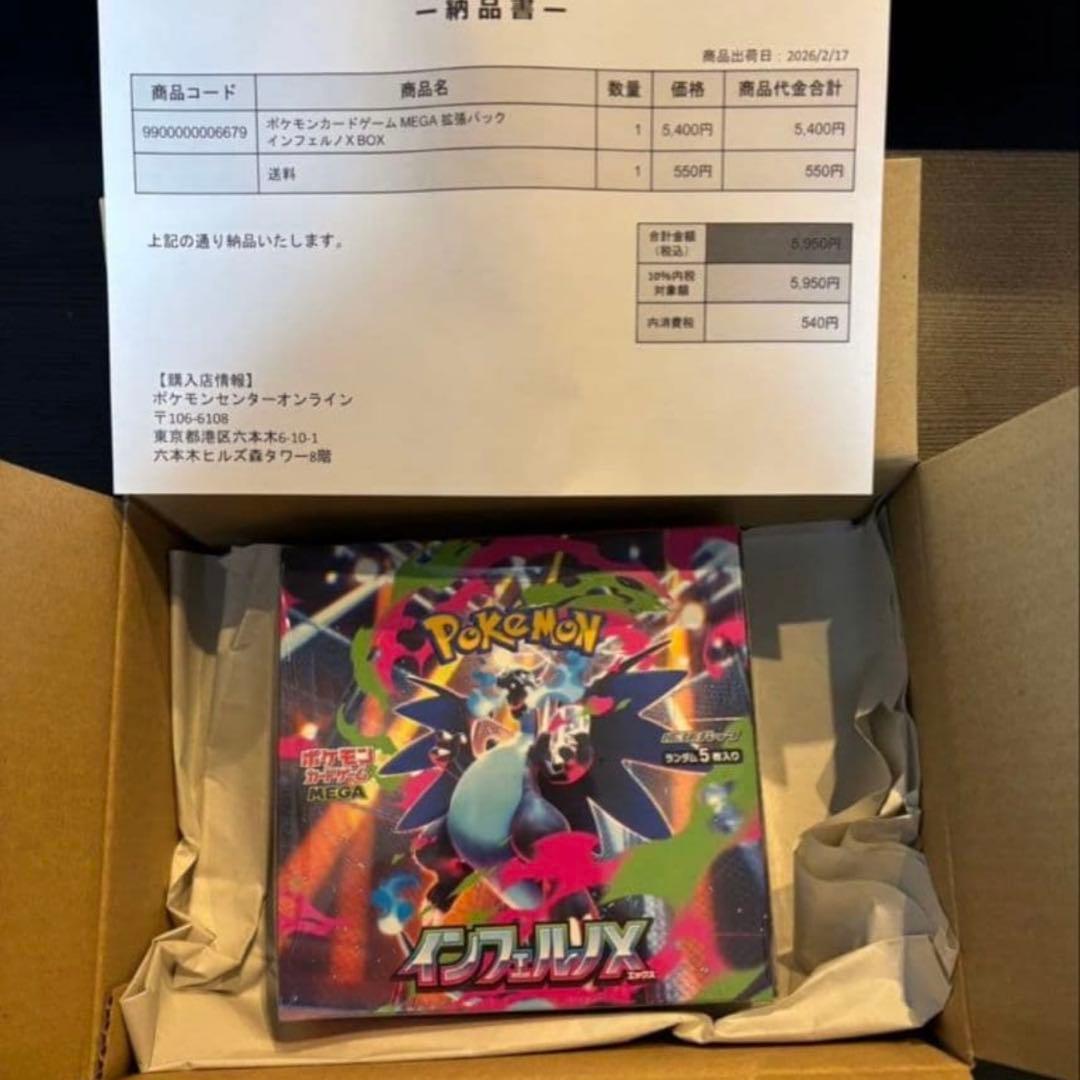 ー納品書ー
商品出荷日：2026/2/17
商品コード 商品名 数量 価格 商品代金合計
9900000006679 ポケモンカードゲーム MEGA 拡張パック 1 5,400円 5,400円
インフェルノX BOX
送料 1 550円 550円
上記の通り納品いたします。
合計金額 5,950円
(税込)
10%内税 5,950円
対象額
内消費税 540円
【購入店情報】
ポケモンセンターオンライン
〒106-6108
東京都港区六本木6-10-1
六本木ヒルズ森タワー8階
POKéMON
ポケモン
カードゲーム
MEGA
ランダム5枚入り
インフェルノX
エックス